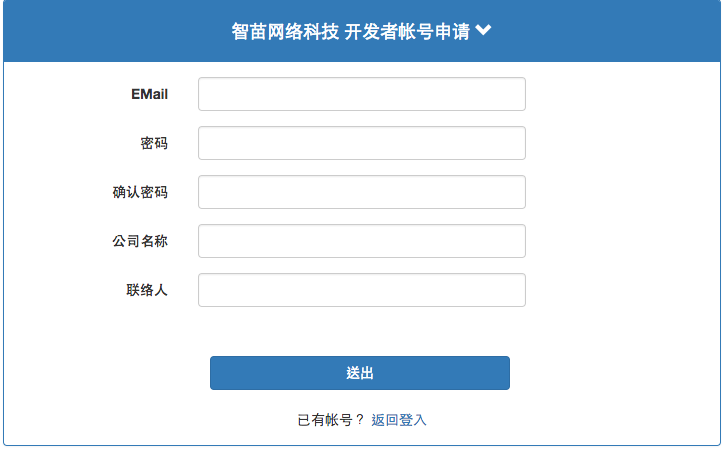 智苗网络科技 开发者帐号申请
EMail
密码
确认密码
公司名称
联络人
送出
已有帐号？ 返回登入